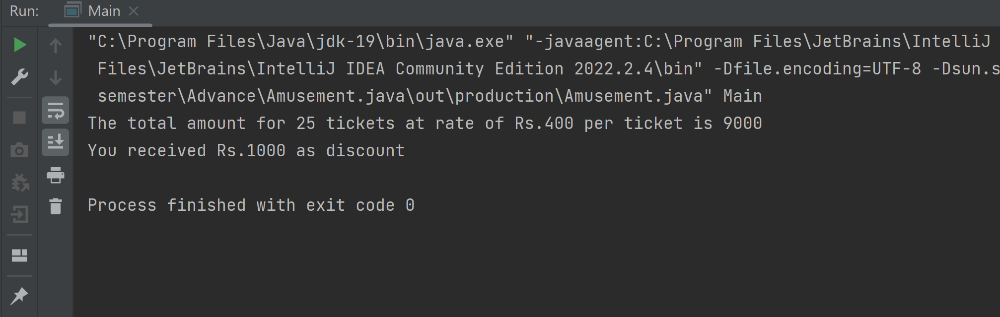 Run: Main
"C:\Program Files\Java\jdk-19\bin\java.exe" "-javaagent:C:\Program Files\JetBrains\IntelliJ
Files\JetBrains\IntelliJ IDEA Community Edition 2022.2.4\bin" -Dfile.encoding=UTF-8 -Dsun.s
semester\Advance\Amusement.java\out\production\Amusement.java" Main
The total amount for 25 tickets at rate of Rs.400 per ticket is 9000
You received Rs.1000 as discount
Process finished with exit code 0